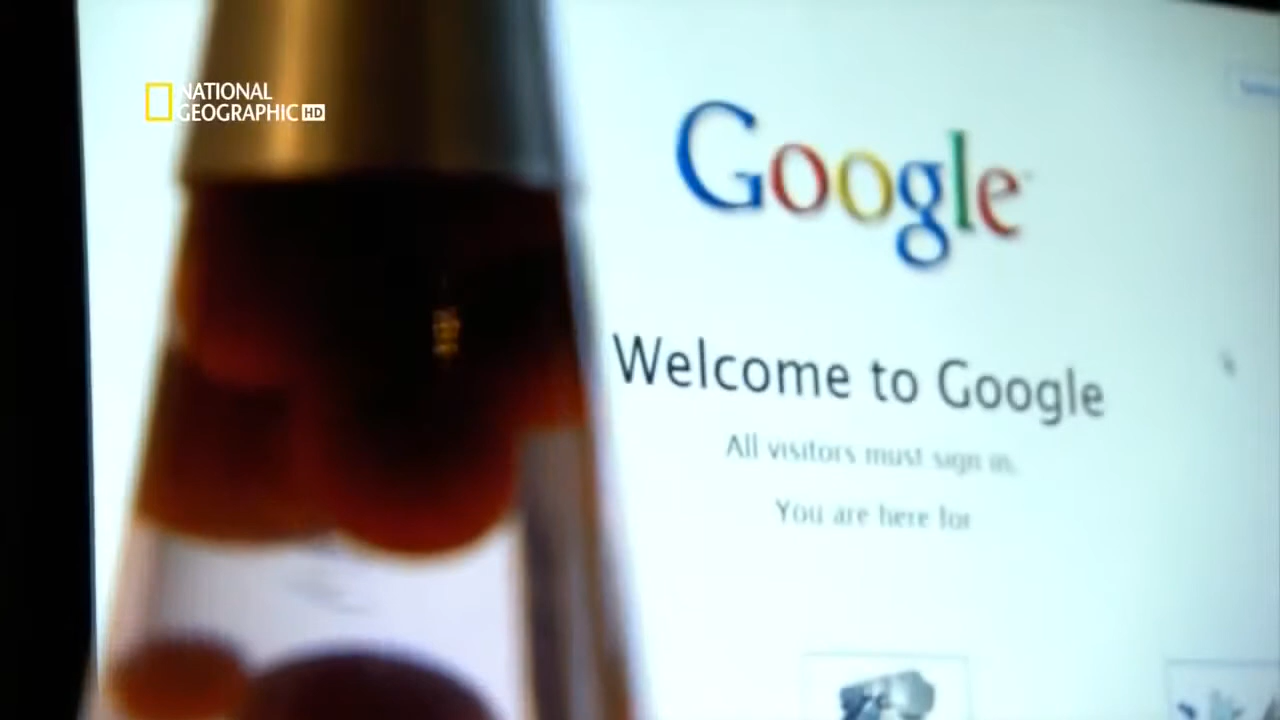 NATIONAL
GEOGRAPHIC HD
Google
Welcome to Google
All visitors must sign in.
You are here for